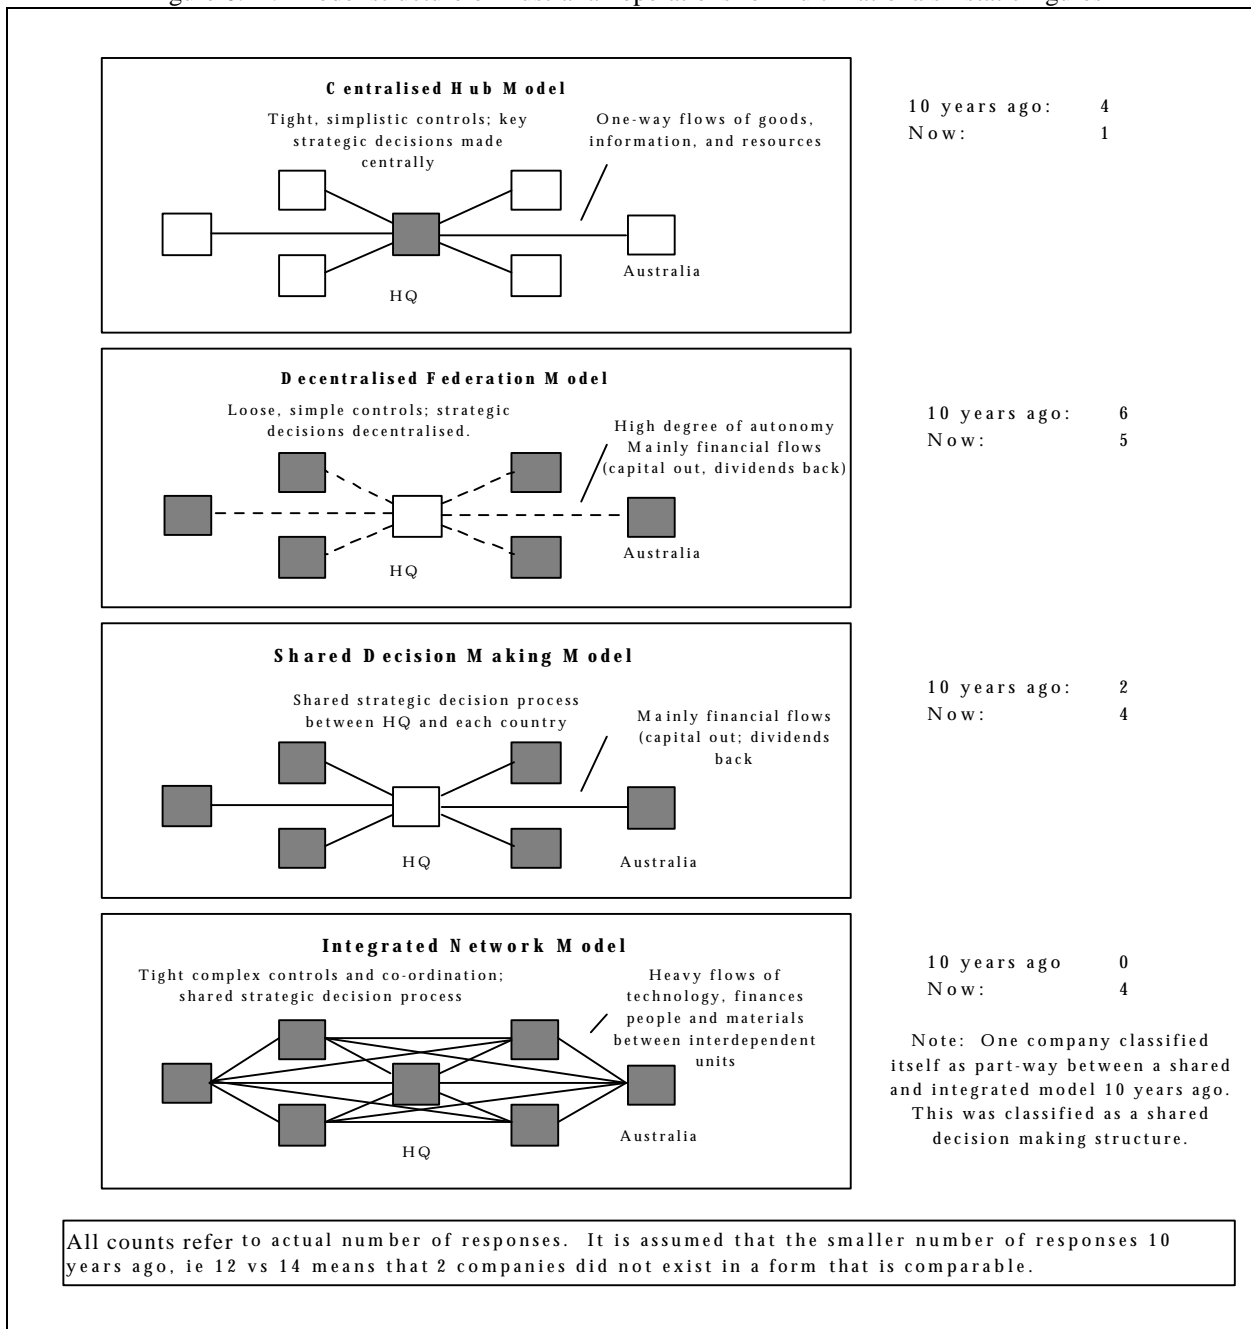 Centralised Hub Model
Tight, simplistic controls; key
strategic decisions made
centrally
One-way flows of goods,
information, and resources
HQ
Australia
10 years ago: 4
Now: 1
Decentralised Federation Model
Loose, simple controls; strategic
decisions decentralised.
High degree of autonomy
Mainly financial flows
(capital out, dividends back)
HQ
Australia
10 years ago: 6
Now: 5
Shared Decision Making Model
Shared strategic decision process
between HQ and each country
Mainly financial flows
(capital out; dividends
back
HQ
Australia
10 years ago: 2
Now: 4
Integrated Network Model
Tight complex controls and co-ordination;
shared strategic decision process
Heavy flows of
technology, finances
people and materials
between interdependent
units
HQ
Australia
10 years ago 0
Now: 4
Note: One company classified
itself as part-way between a shared
and integrated model 10 years ago.
This was classified as a shared
decision making structure.
All counts refer to actual number of responses. It is assumed that the smaller number of responses 10
years ago, ie 12 vs 14 means that 2 companies did not exist in a form that is comparable.